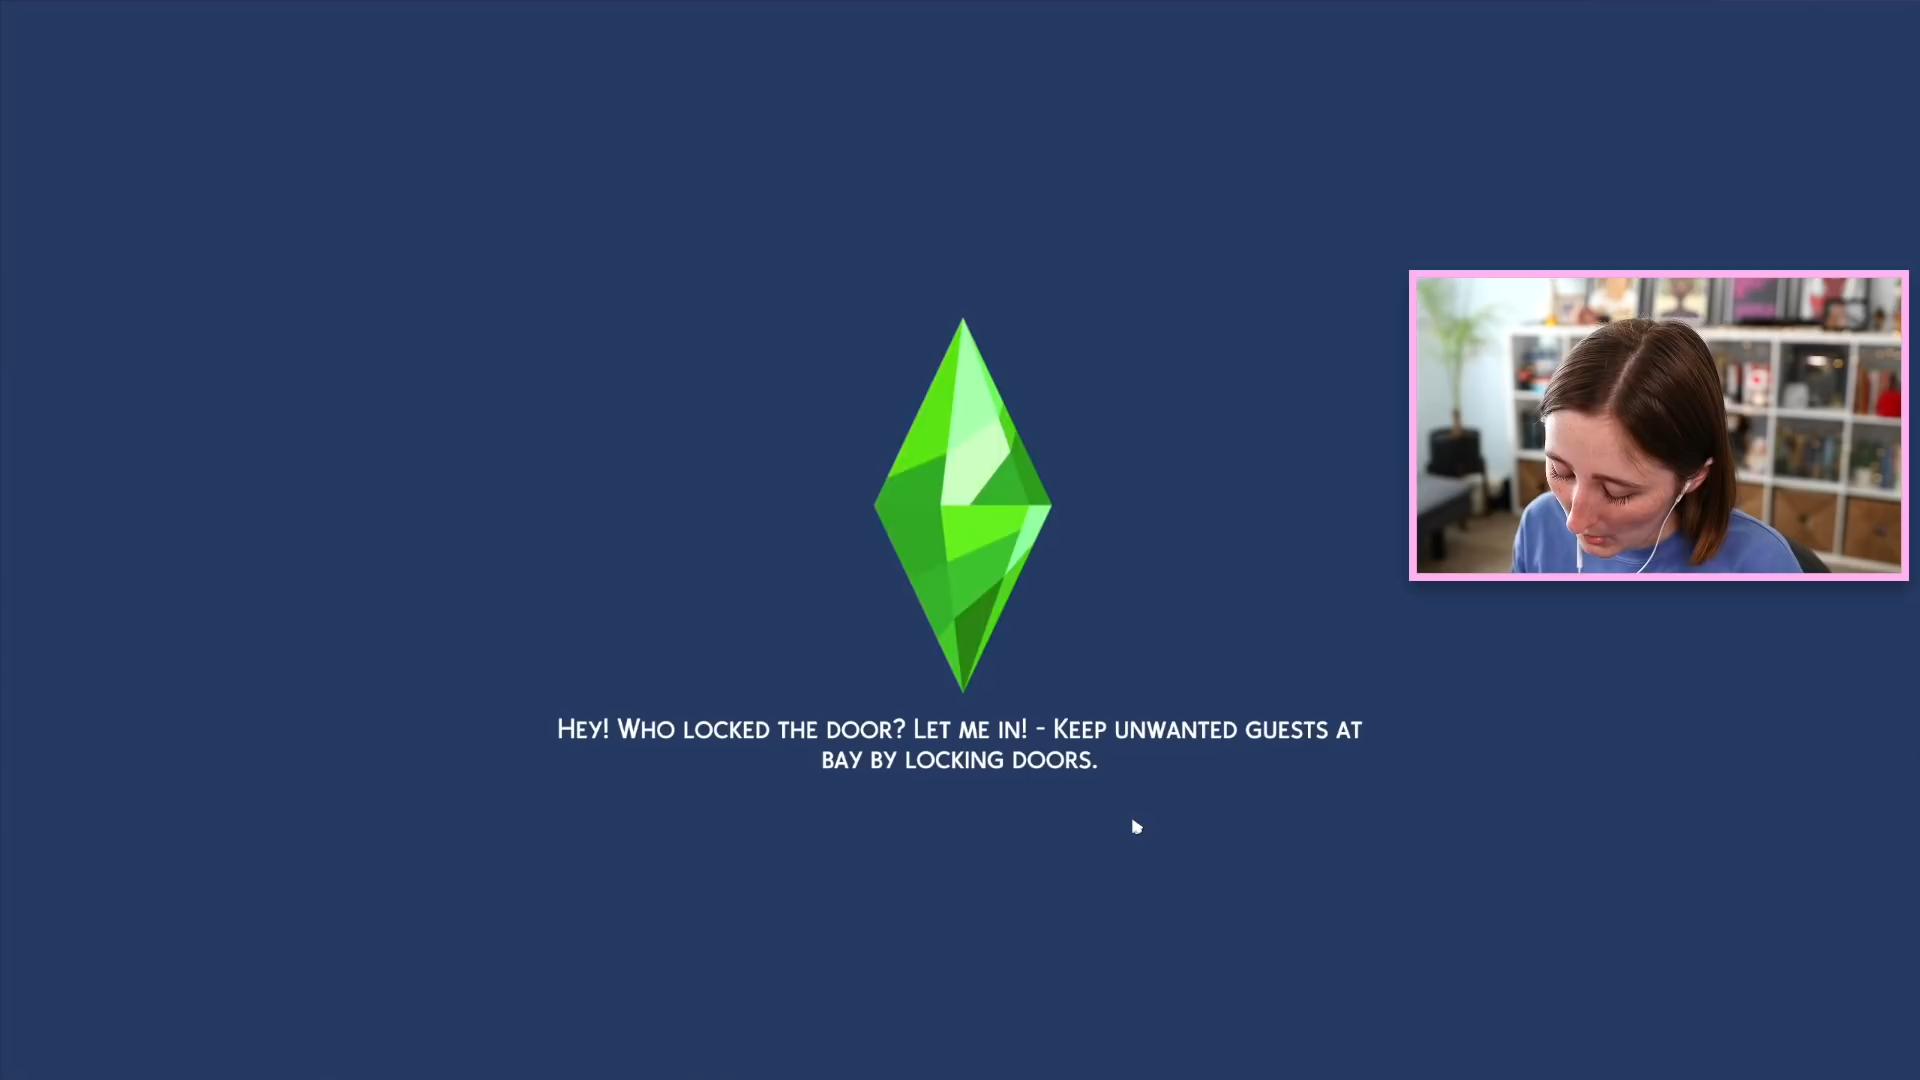 Hey! Who locked the door? Let me in! - Keep unwanted guests at
bay by locking doors.